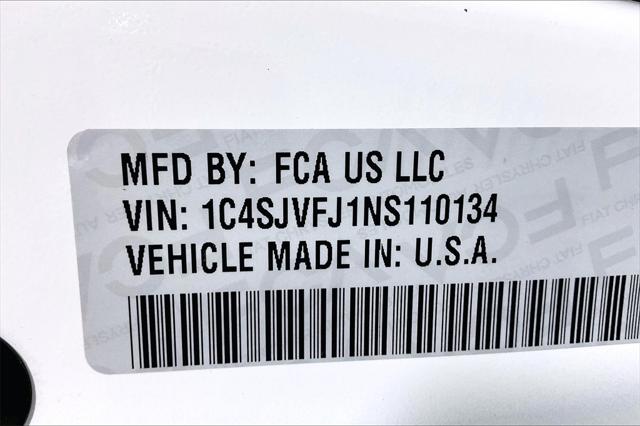 MFD BY: FCA US LLC
VIN: 1C4SJVFJ1NS110134
VEHICLE MADE IN: U.S.A.